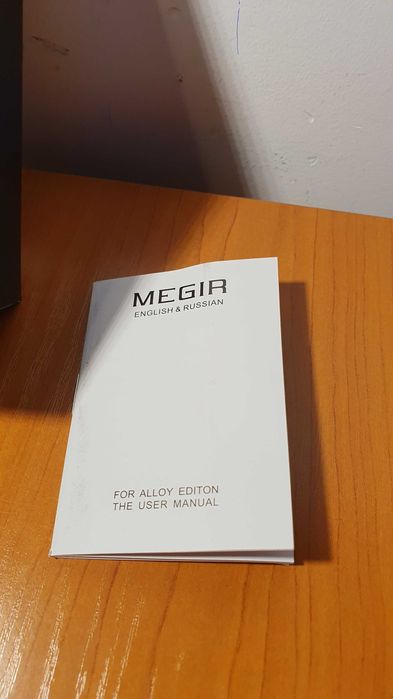 MEGIR
ENGLISH & RUSSIAN
FOR ALLOY EDITON
THE USER MANUAL